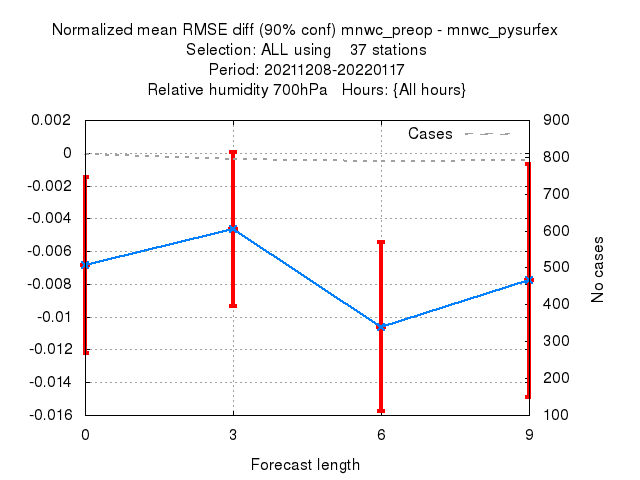 Normalized mean RMSE diff (90% conf) mnwc_preop - mnwc_pysurfex
Selection: ALL using    37 stations
Period: 20211208-20220117
Relative humidity 700hPa   Hours: {All hours}
0.002
0
-0.002
-0.004
-0.006
-0.008
-0.01
-0.012
-0.014
-0.016
Cases
900
800
700
600
500
400
300
200
100
No cases
0 3 6 9
Forecast length